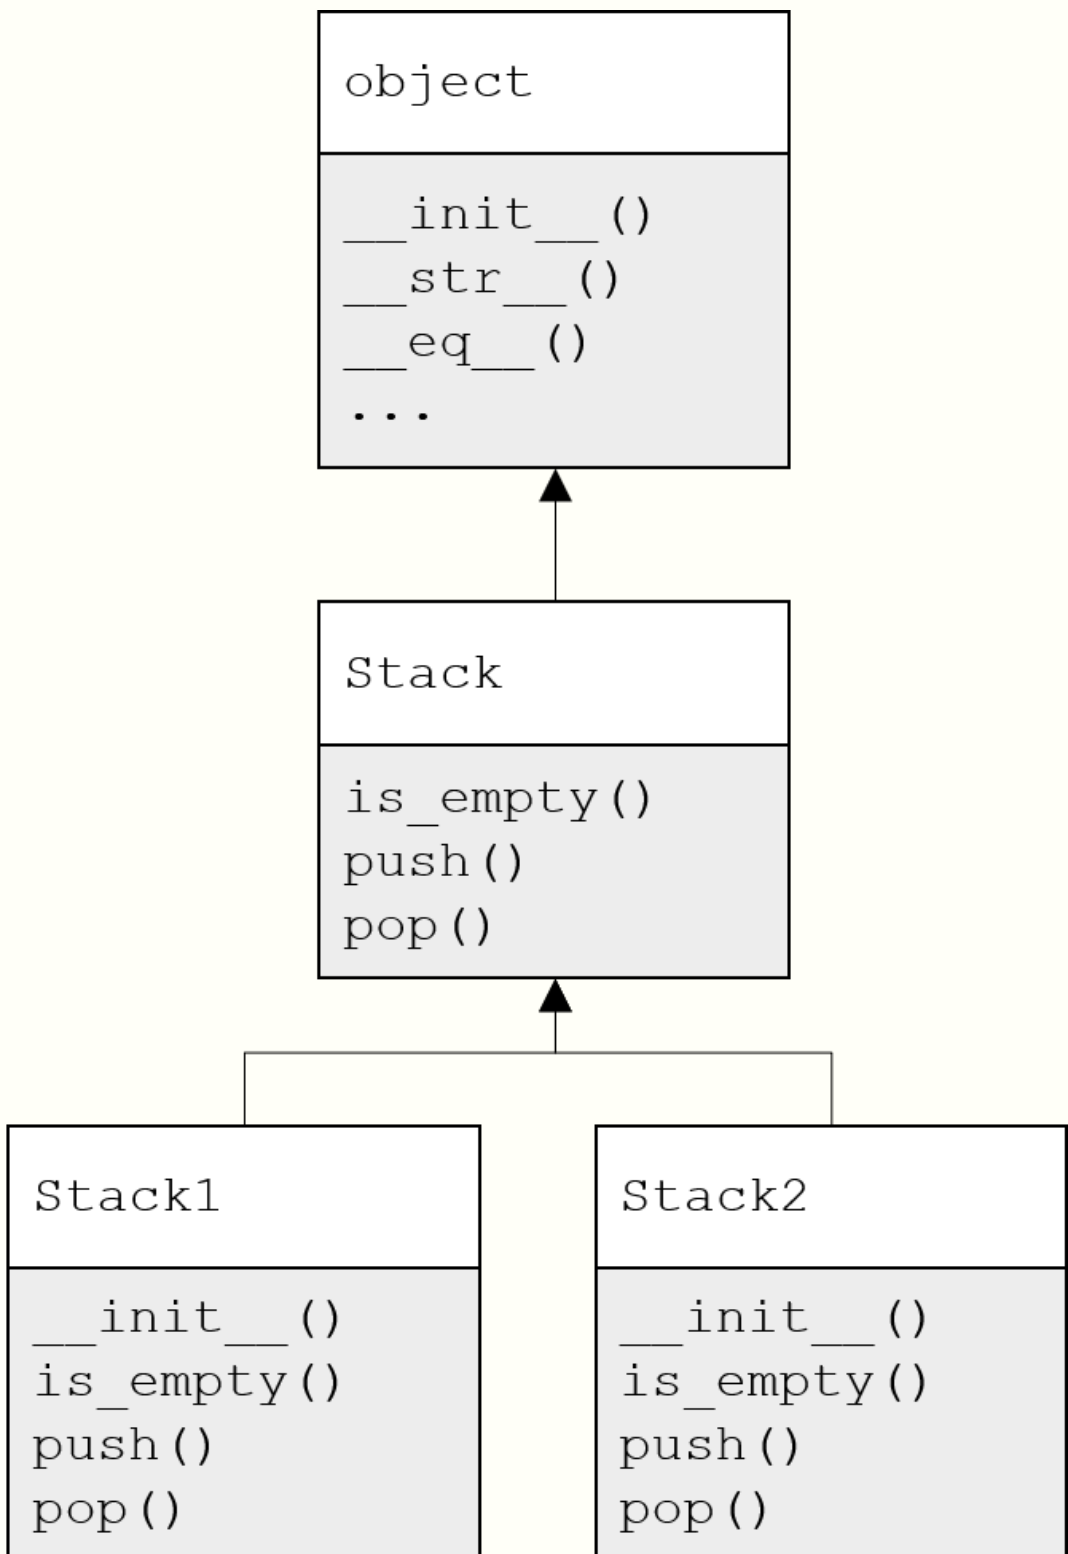 object
__init__()
__str__()
__eq__()
...
Stack
is_empty()
push()
pop()
Stack1
__init__()
is_empty()
push()
pop()
Stack2
__init__()
is_empty()
push()
pop()